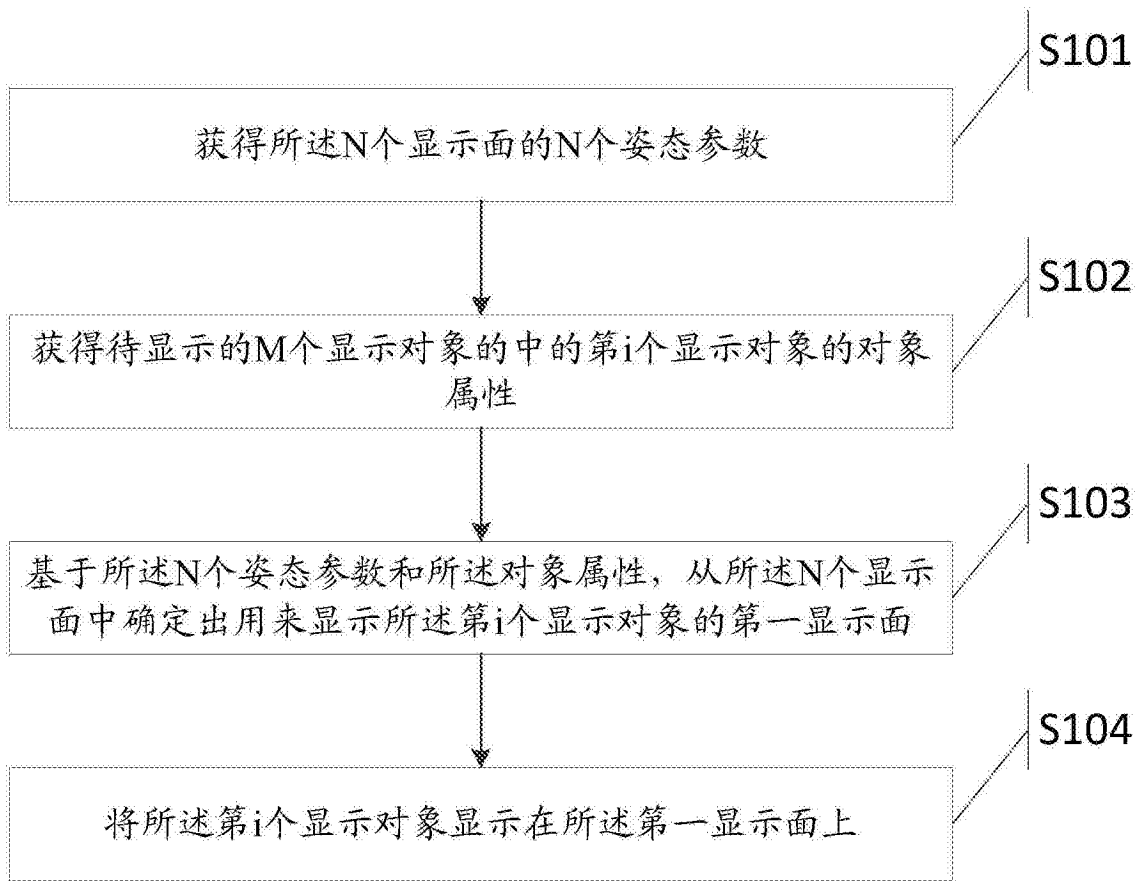 S101
获得所述N个显示面的N个姿态参数
S102
获得待显示的M个显示对象的中的第i个显示对象的对象
属性
S103
基于所述N个姿态参数和所述对象属性，从所述N个显示
面中确定出用来显示所述第i个显示对象的第一显示面
S104
将所述第i个显示对象显示在所述第一显示面上